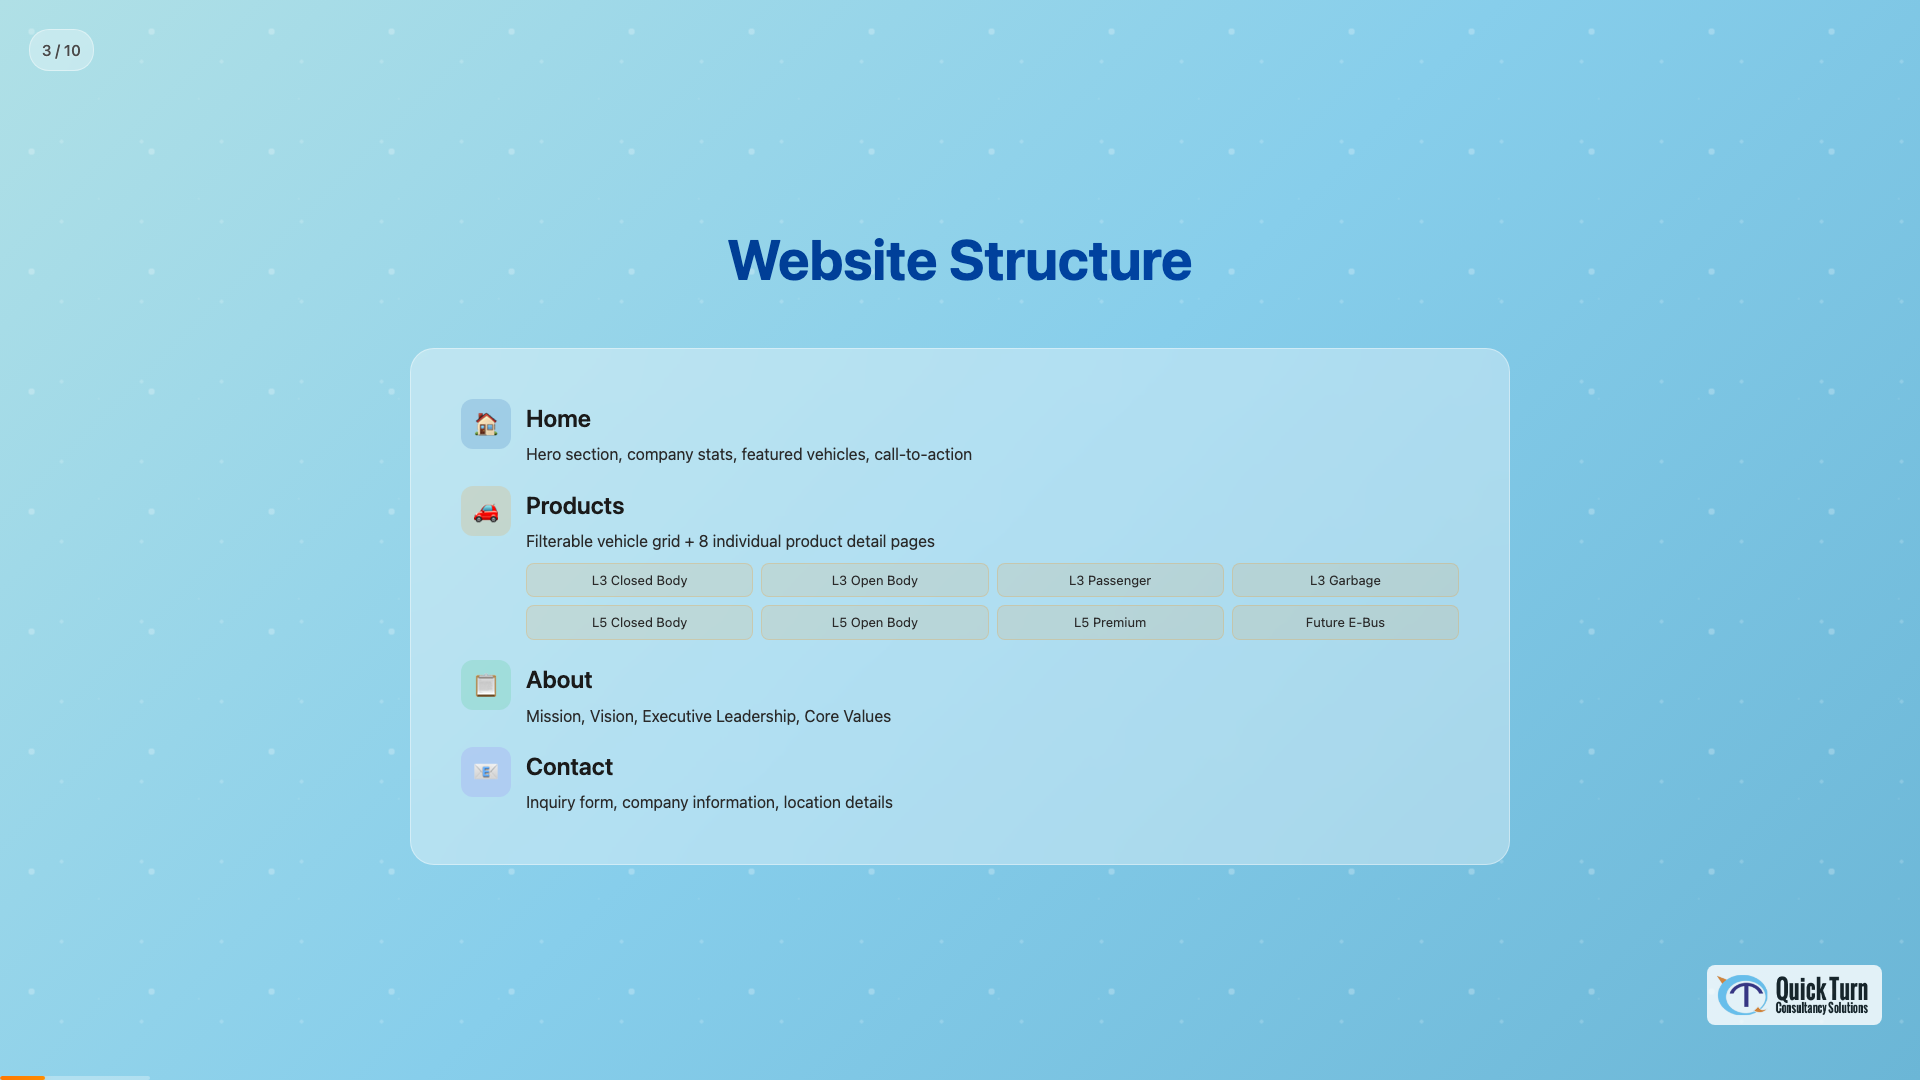 3 / 10
Website Structure
Home
Hero section, company stats, featured vehicles, call-to-action
Products
Filterable vehicle grid + 8 individual product detail pages
L3 Closed Body
L3 Open Body
L3 Passenger
L3 Garbage
L5 Closed Body
L5 Open Body
L5 Premium
Future E-Bus
About
Mission, Vision, Executive Leadership, Core Values
Contact
Inquiry form, company information, location details
Quick Turn
Consultancy Solutions